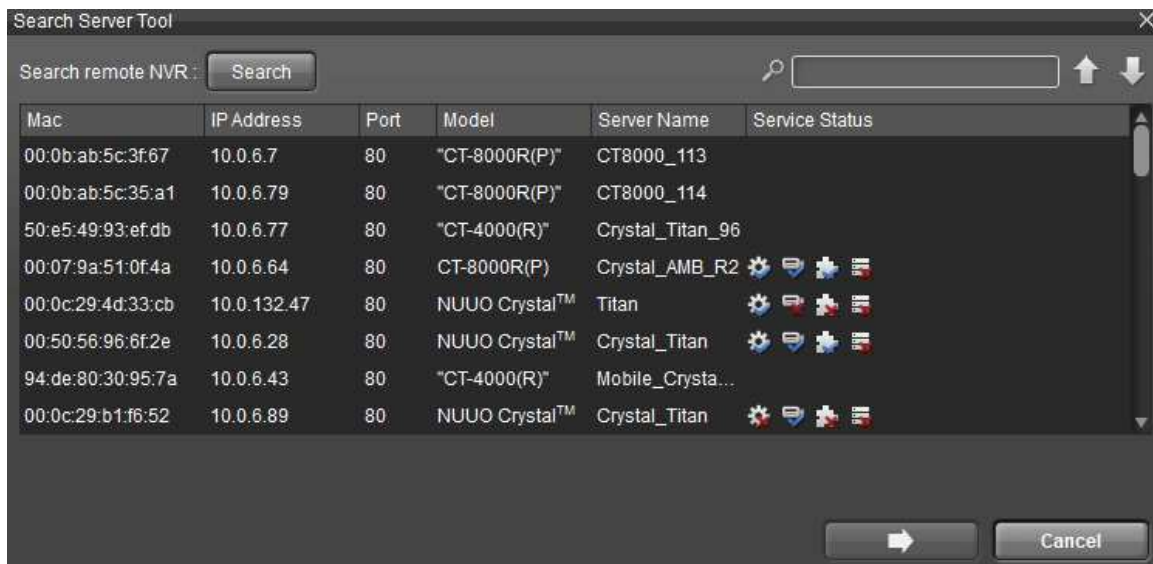 Search Server Tool
Search remote NVR : Search
Mac IP Address Port Model Server Name Service Status
00:0b:ab:5c:3f:67 10.0.6.7 80 "CT-8000R(P)" CT8000_113
00:0b:ab:5c:35:a1 10.0.6.79 80 "CT-8000R(P)" CT8000_114
50:e5:49:93:ef:db 10.0.6.77 80 "CT-4000(R)" Crystal_Titan_96
00:07:9a:51:0f:4a 10.0.6.64 80 CT-8000R(P) Crystal_AMB_R2
00:0c:29:4d:33:cb 10.0.132.47 80 NUUO Crystal™ Titan
00:50:56:96:6f:2e 10.0.6.28 80 NUUO Crystal™ Crystal_Titan
94:de:80:30:95:7a 10.0.6.43 80 "CT-4000(R)" Mobile_Crysta...
00:0c:29:b1:f6:52 10.0.6.89 80 NUUO Crystal™ Crystal_Titan
Cancel